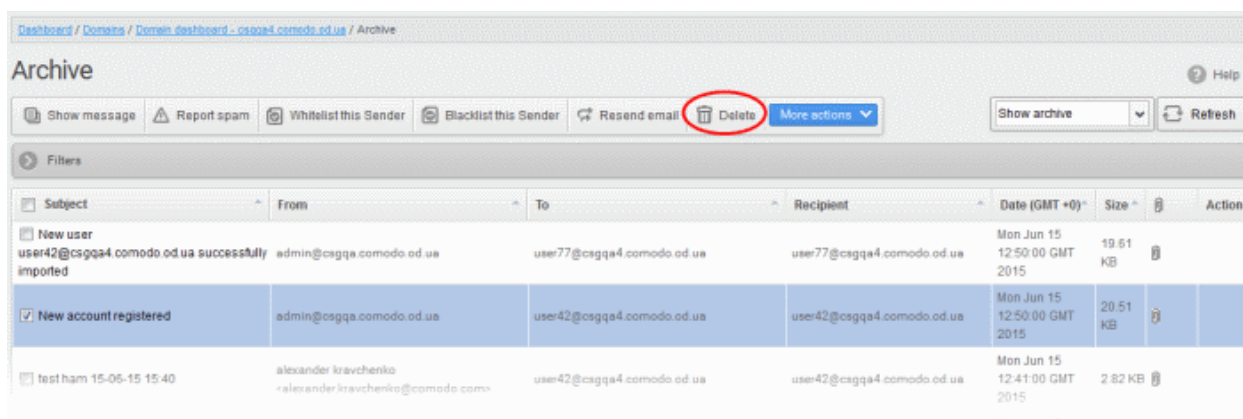 Dashboard / Domains / Domain dashboard - csgqa4.comodo.od.ua / Archive
Archive
Help
Show message Report spam Whitelist this Sender Blacklist this Sender Resend email Delete More actions Show archive Refresh
Filters
Subject From To Recipient Date (GMT +0) Size Action
New user
user42@csgqa4.comodo.od.ua successfully
imported
admin@csgqa.comodo.od.ua
user77@csgqa4.comodo.od.ua
user77@csgqa4.comodo.od.ua
Mon Jun 15
12:50:00 GMT
2015
19.61
KB
New account registered
admin@csgqa.comodo.od.ua
user42@csgqa4.comodo.od.ua
user42@csgqa4.comodo.od.ua
Mon Jun 15
12:50:00 GMT
2015
20.51
KB
test ham 15-06-15 15:40
alexander kravchenko
<alexander.kravchenko@comodo.com>
user42@csgqa4.comodo.od.ua
user42@csgqa4.comodo.od.ua
Mon Jun 15
12:41:00 GMT
2015
2.82 KB